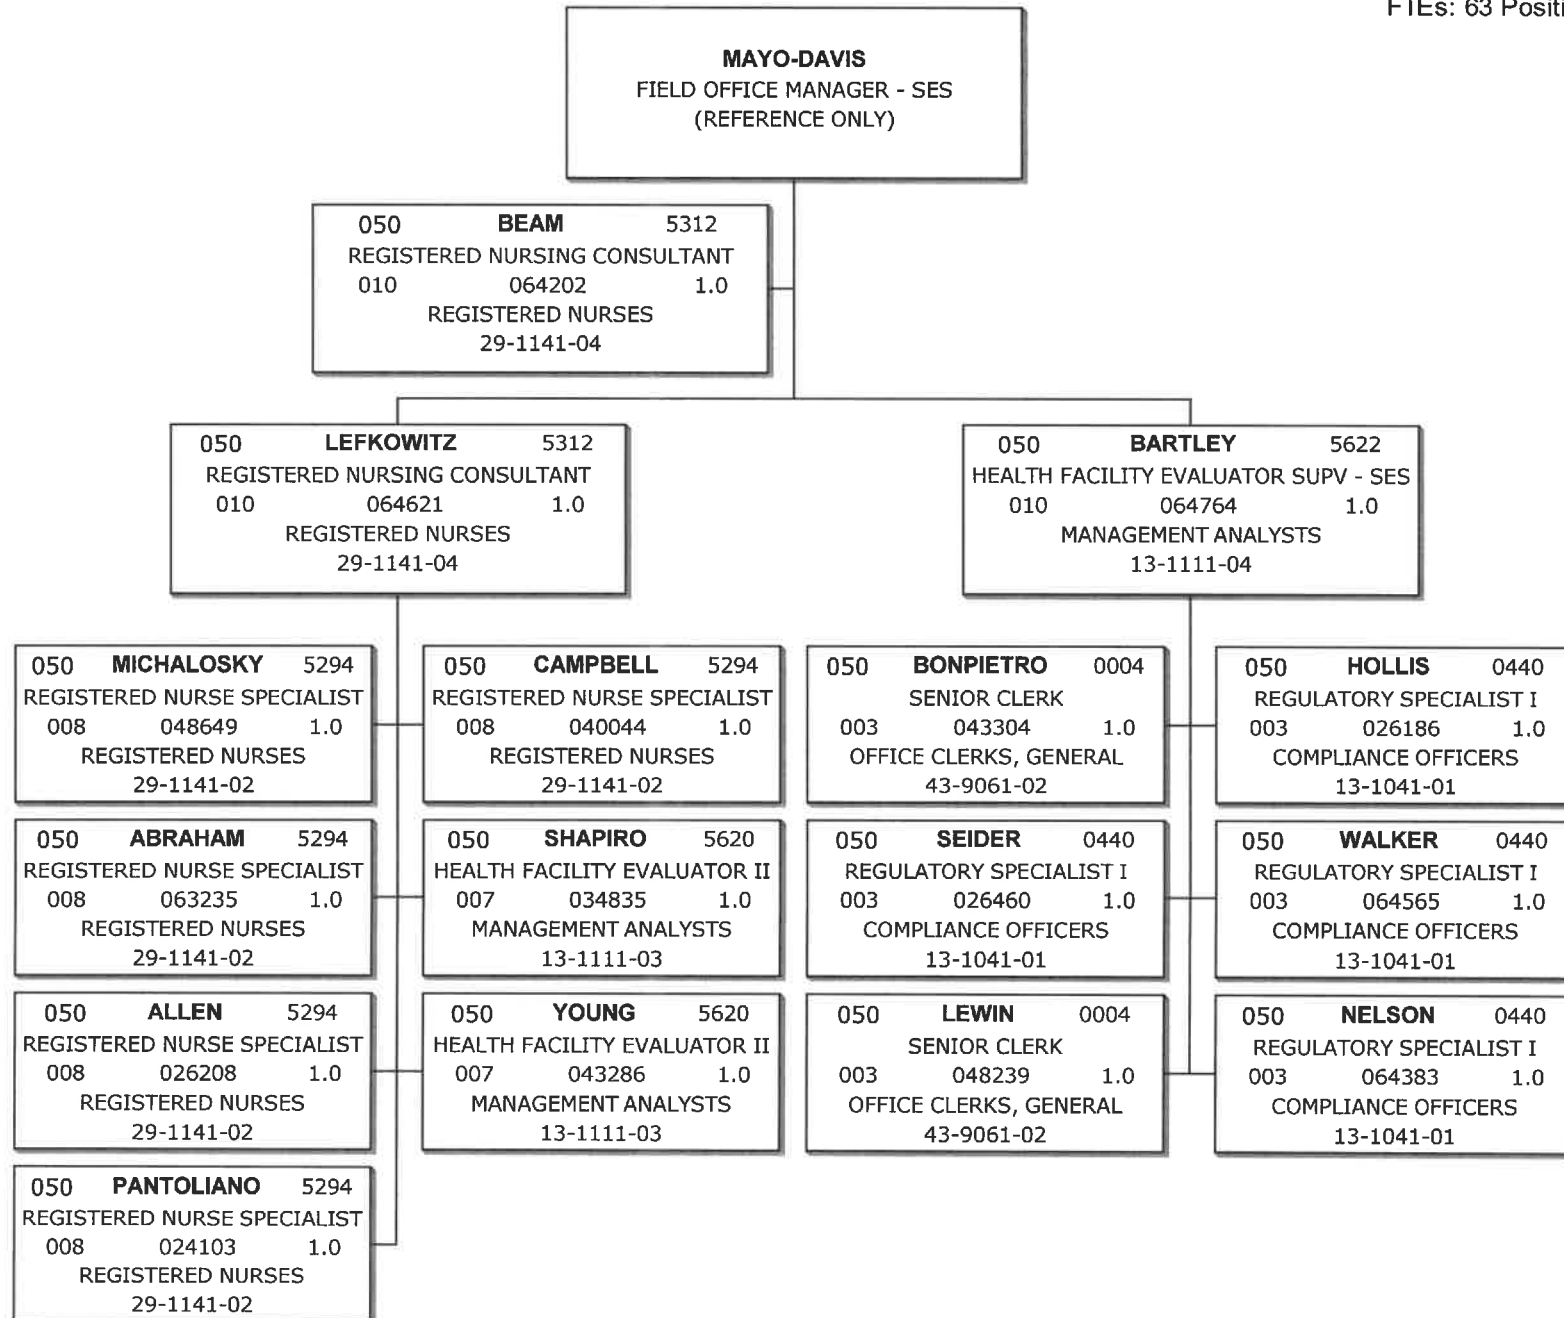 FTEs: 63 Positi
MAYO-DAVIS
FIELD OFFICE MANAGER - SES
(REFERENCE ONLY)
050 BEAM 5312
REGISTERED NURSING CONSULTANT
010 064202 1.0
REGISTERED NURSES
29-1141-04
050 LEFKOWITZ 5312
REGISTERED NURSING CONSULTANT
010 064621 1.0
REGISTERED NURSES
29-1141-04
050 BARTLEY 5622
HEALTH FACILITY EVALUATOR SUPV - SES
010 064764 1.0
MANAGEMENT ANALYSTS
13-1111-04
050 MICHALOSKY 5294
REGISTERED NURSE SPECIALIST
008 048649 1.0
REGISTERED NURSES
29-1141-02
050 CAMPBELL 5294
REGISTERED NURSE SPECIALIST
008 040044 1.0
REGISTERED NURSES
29-1141-02
050 BONPIETRO 0004
SENIOR CLERK
003 043304 1.0
OFFICE CLERKS, GENERAL
43-9061-02
050 HOLLIS 0440
REGULATORY SPECIALIST I
003 026186 1.0
COMPLIANCE OFFICERS
13-1041-01
050 ABRAHAM 5294
REGISTERED NURSE SPECIALIST
008 063235 1.0
REGISTERED NURSES
29-1141-02
050 SHAPIRO 5620
HEALTH FACILITY EVALUATOR II
007 034835 1.0
MANAGEMENT ANALYSTS
13-1111-03
050 SEIDER 0440
REGULATORY SPECIALIST I
003 026460 1.0
COMPLIANCE OFFICERS
13-1041-01
050 WALKER 0440
REGULATORY SPECIALIST I
003 064565 1.0
COMPLIANCE OFFICERS
13-1041-01
050 ALLEN 5294
REGISTERED NURSE SPECIALIST
008 026208 1.0
REGISTERED NURSES
29-1141-02
050 YOUNG 5620
HEALTH FACILITY EVALUATOR II
007 043286 1.0
MANAGEMENT ANALYSTS
13-1111-03
050 LEWIN 0004
SENIOR CLERK
003 048239 1.0
OFFICE CLERKS, GENERAL
43-9061-02
050 NELSON 0440
REGULATORY SPECIALIST I
003 064383 1.0
COMPLIANCE OFFICERS
13-1041-01
050 PANTOLIANO 5294
REGISTERED NURSE SPECIALIST
008 024103 1.0
REGISTERED NURSES
29-1141-02